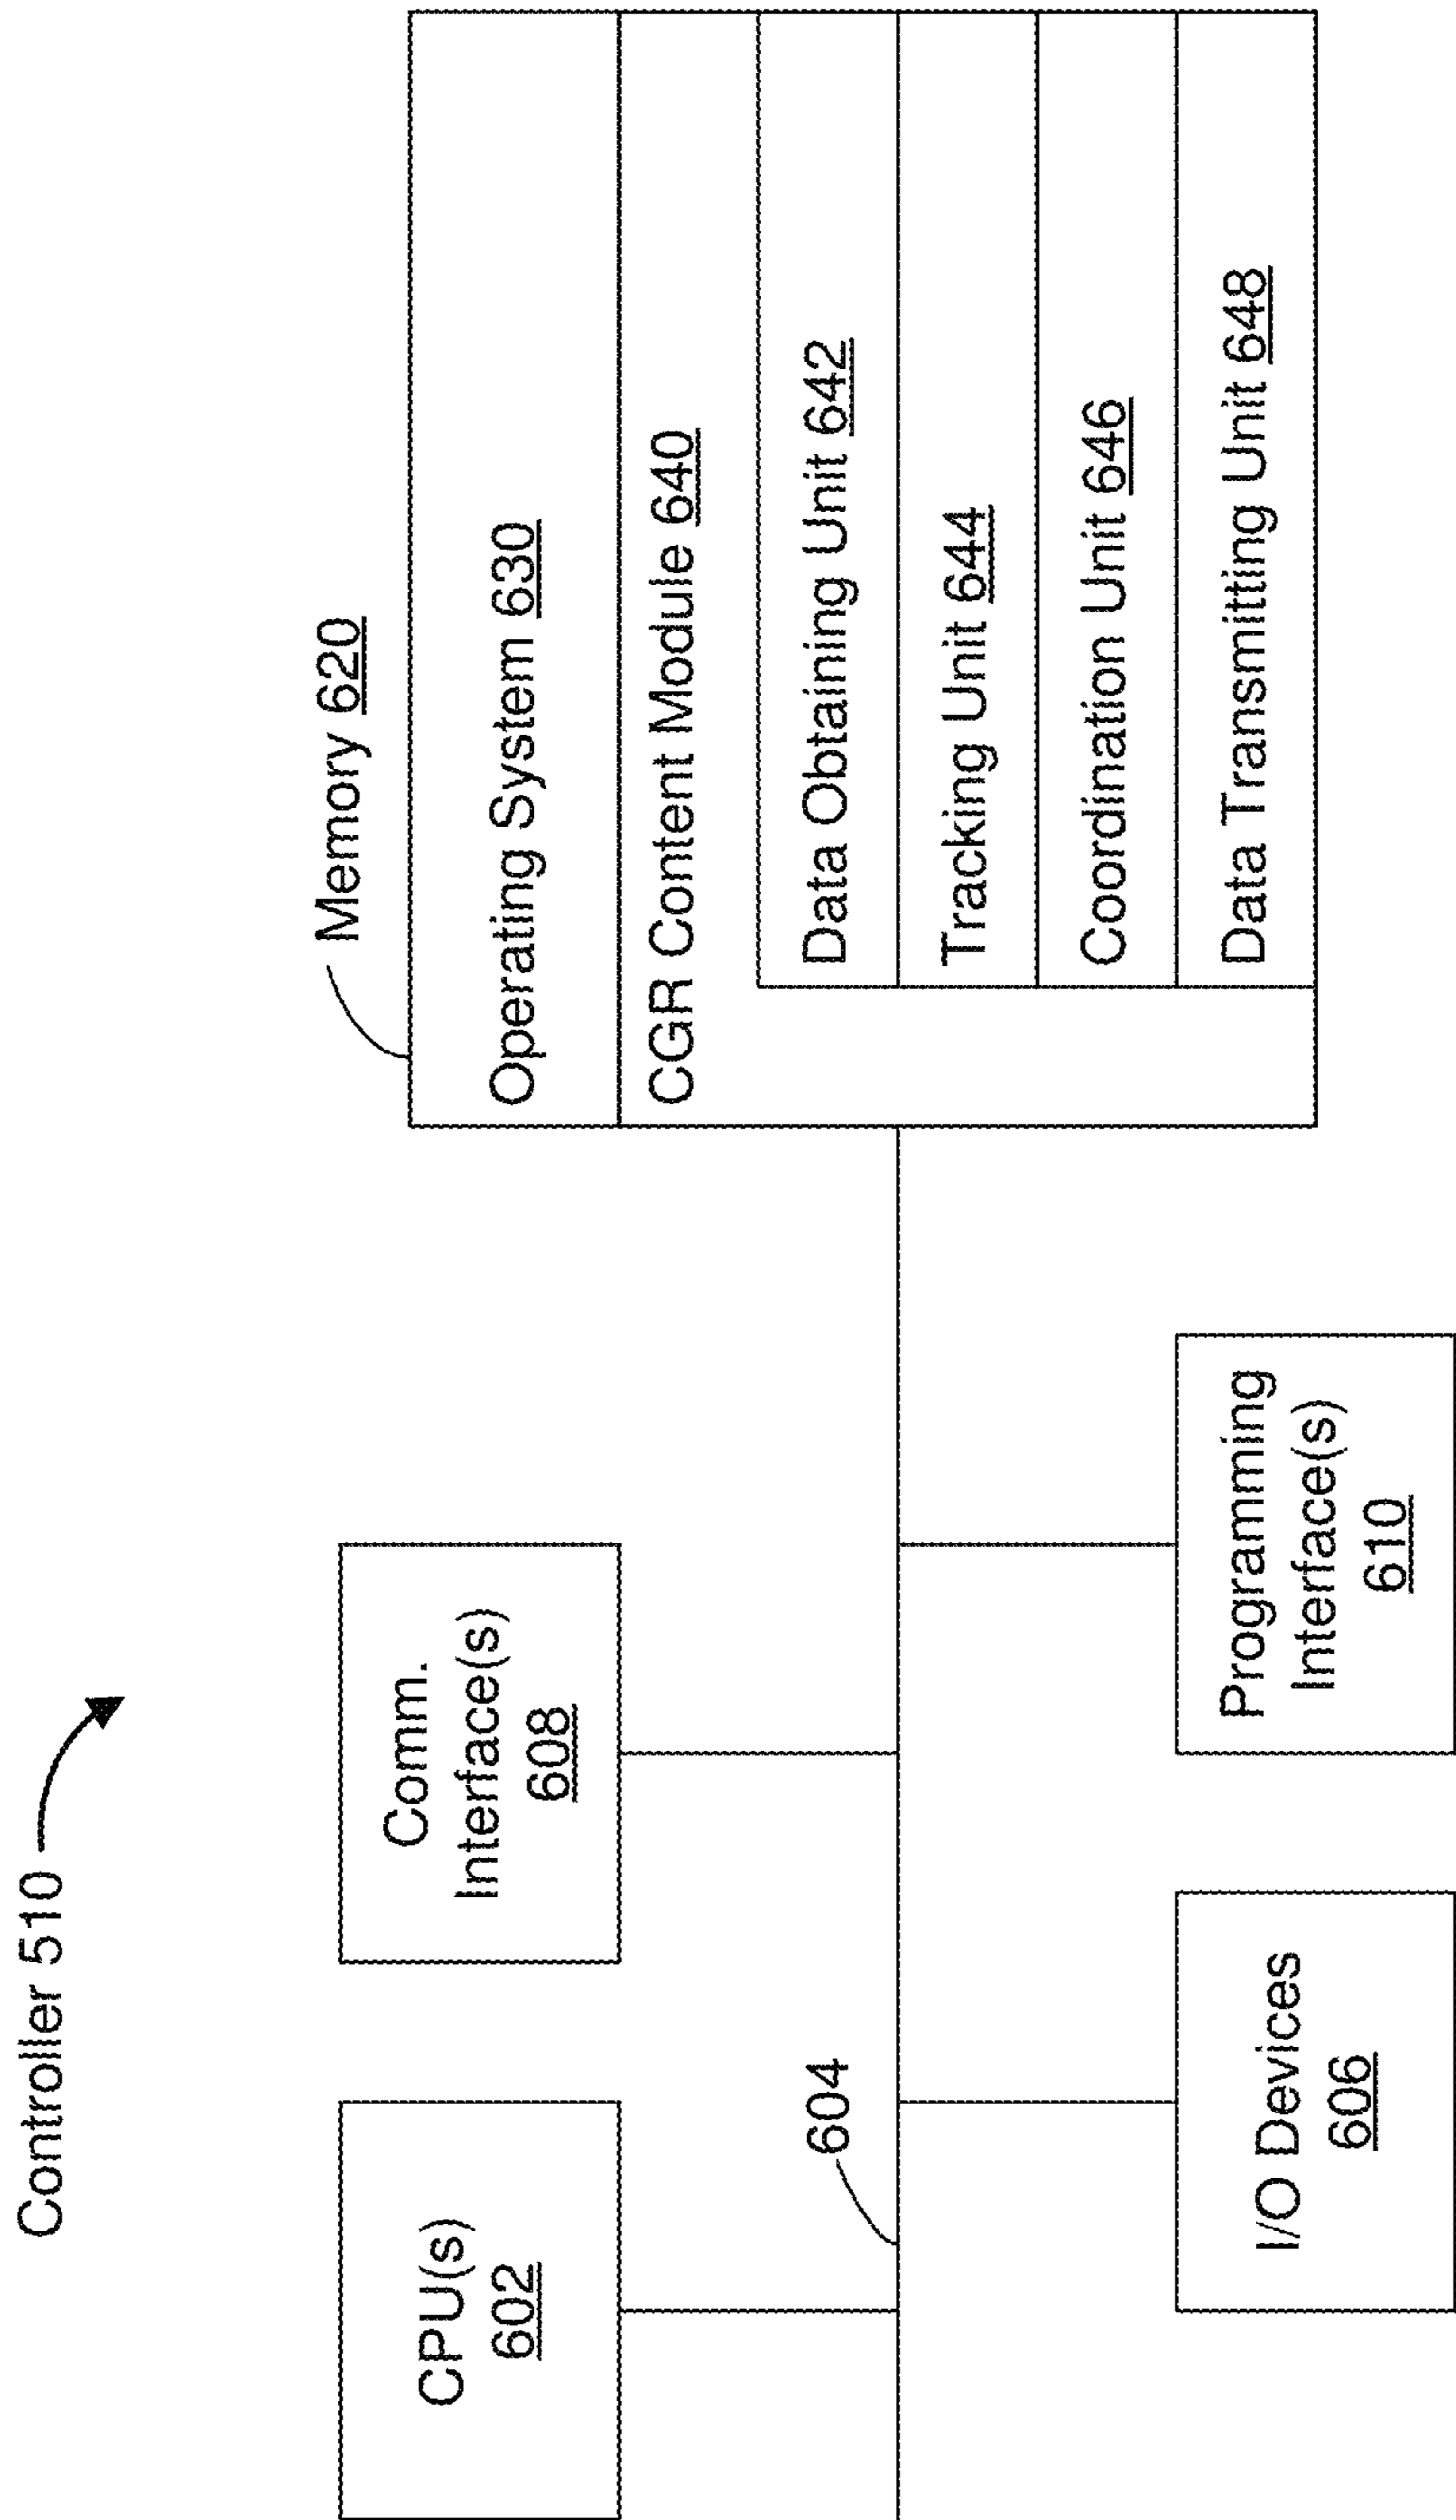 Controller 510
CPU(s)
602
Comm.
Interface(s)
608
Memory 620
Operating System 630
CGR Content Module 640
Data Obtaining Unit 642
Tracking Unit 644
Coordination Unit 646
Data Transmitting Unit 648
604
I/O Devices
606
Programming
Interface(s)
610